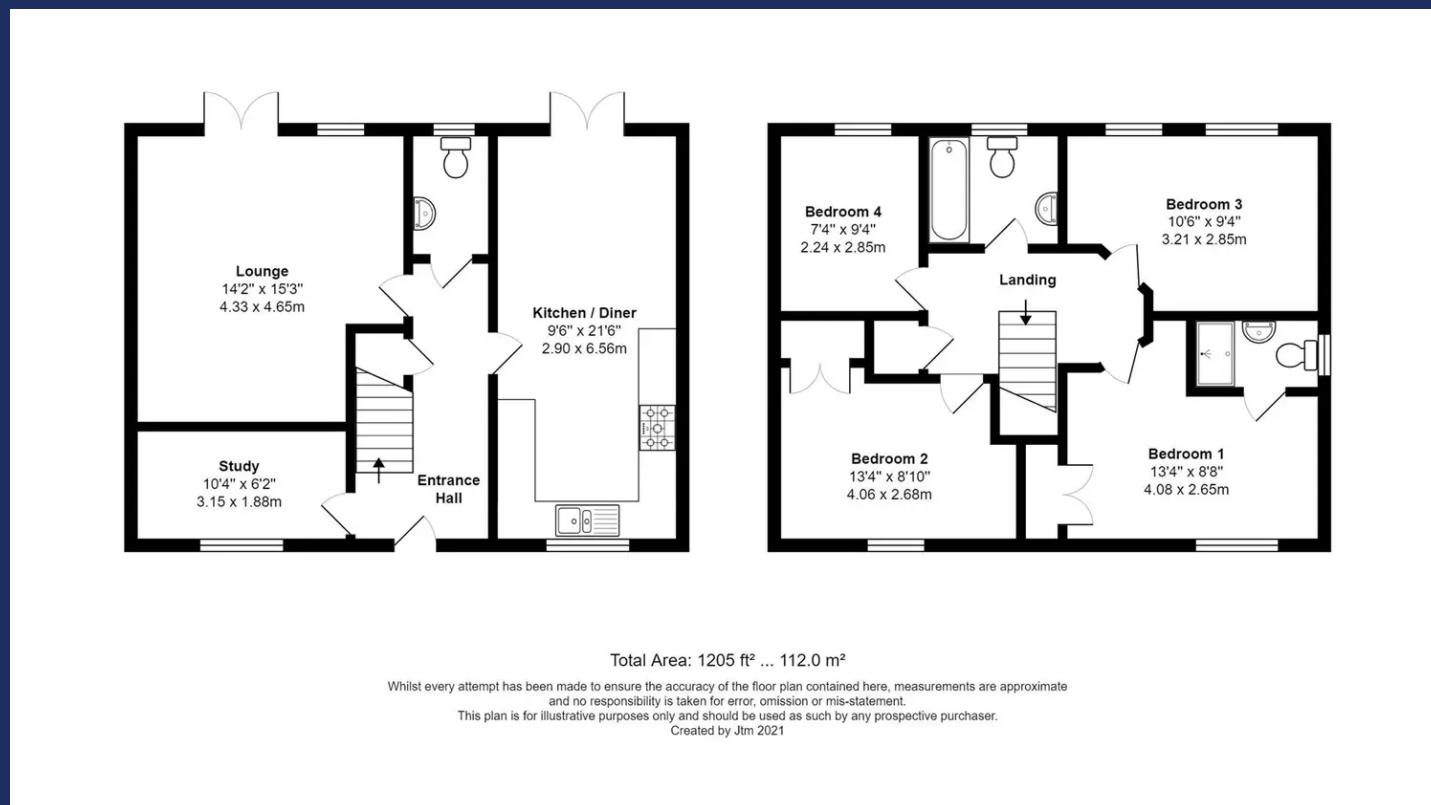 Lounge
14'2" x 15'3"
4.33 x 4.65m
Kitchen / Diner
9'6" x 21'6"
2.90 x 6.56m
Study
10'4" x 6'2"
3.15 x 1.88m
Entrance
Hall
Bedroom 4
7'4" x 9'4"
2.24 x 2.85m
Bedroom 3
10'6" x 9'4"
3.21 x 2.85m
Landing
Bedroom 2
13'4" x 8'10"
4.06 x 2.68m
Bedroom 1
13'4" x 8'8"
4.08 x 2.65m
Total Area: 1205 ft² ... 112.0 m²
Whilst every attempt has been made to ensure the accuracy of the floor plan contained here, measurements are approximate
and no responsibility is taken for error, omission or mis-statement.
This plan is for illustrative purposes only and should be used as such by any prospective purchaser.
Created by Jtm 2021